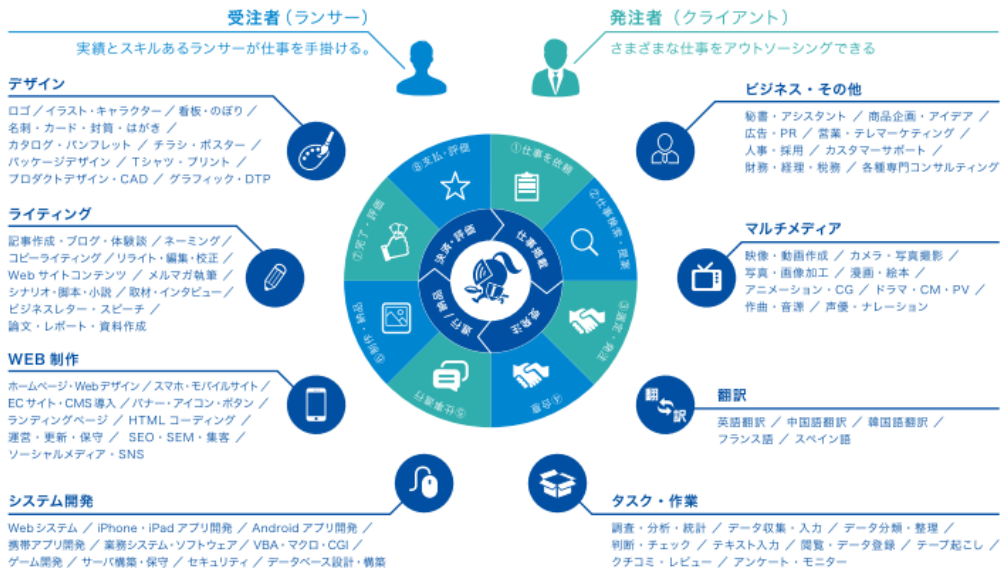 受注者（ランサー）
実績とスキルあるランサーが仕事を手掛ける。
発注者（クライアント）
さまざまな仕事をアウトソーシングできる
デザイン
ロゴ／イラスト・キャラクター／看板・のぼり／
名刺・カード・封筒・はがき ／
カタログ・パンフレット ／ チラシ・ポスター／
パッケージデザイン ／ Tシャツ・プリント ／
プロダクトデザイン・CAD ／ グラフィック・DTP
ライティング
記事作成・ブログ・体験談 ／ネーミング／
コピーライティング ／リライト・編集・校正／
Webサイトコンテンツ ／ メルマガ執筆 ／
シナリオ・脚本・小説 ／取材・インタビュー／
ビジネスレター・スピーチ ／
論文・レポート・資料作成
WEB 制作
ホームページ・Webデザイン ／スマホ・モバイルサイト／
ECサイト・CMS導入 ／バナー・アイコン・ボタン ／
ランディングページ ／ HTML コーディング ／
運営・更新・保守 ／ SEO・SEM・集客 ／
ソーシャルメディア・SNS
システム開発
Webシステム ／ iPhone・iPad アプリ開発 ／ Android アプリ開発 ／
携帯アプリ開発 ／ 業務システム・ソフトウェア／ VBA・マクロ・CGI ／
ゲーム開発 ／ サーバ構築・保守 ／ セキュリティ ／ データベース設計・構築
①仕事を依頼
②仕事検索・提案
③選定・発注
④合意
⑤仕事進行
⑥制作・納品
⑦完了・評価
⑧支払・評価
仕事掲載
受発注
進行／納品
決済・評価
ビジネス・その他
秘書・アシスタント ／ 商品企画・アイデア ／
広告・PR ／ 営業・テレマーケティング ／
人事・採用 ／ カスタマーサポート ／
財務・経理・税務 ／ 各種専門コンサルティング
マルチメディア
映像・動画作成 ／ カメラ・写真撮影 ／
写真・画像加工 ／ 漫画・絵本 ／
アニメーション・CG ／ ドラマ・CM・PV ／
作曲・音源 ／ 声優・ナレーション
翻
訳
翻訳
英語翻訳 ／ 中国語翻訳 ／ 韓国語翻訳 ／
フランス語 ／ スペイン語
タスク・作業
調査・分析・統計 ／ データ収集・入力 ／ データ分類・整理 ／
判断・チェック ／ テキスト入力 ／ 閲覧・データ登録 ／ テープ起こし ／
クチコミ・レビュー ／ アンケート・モニター